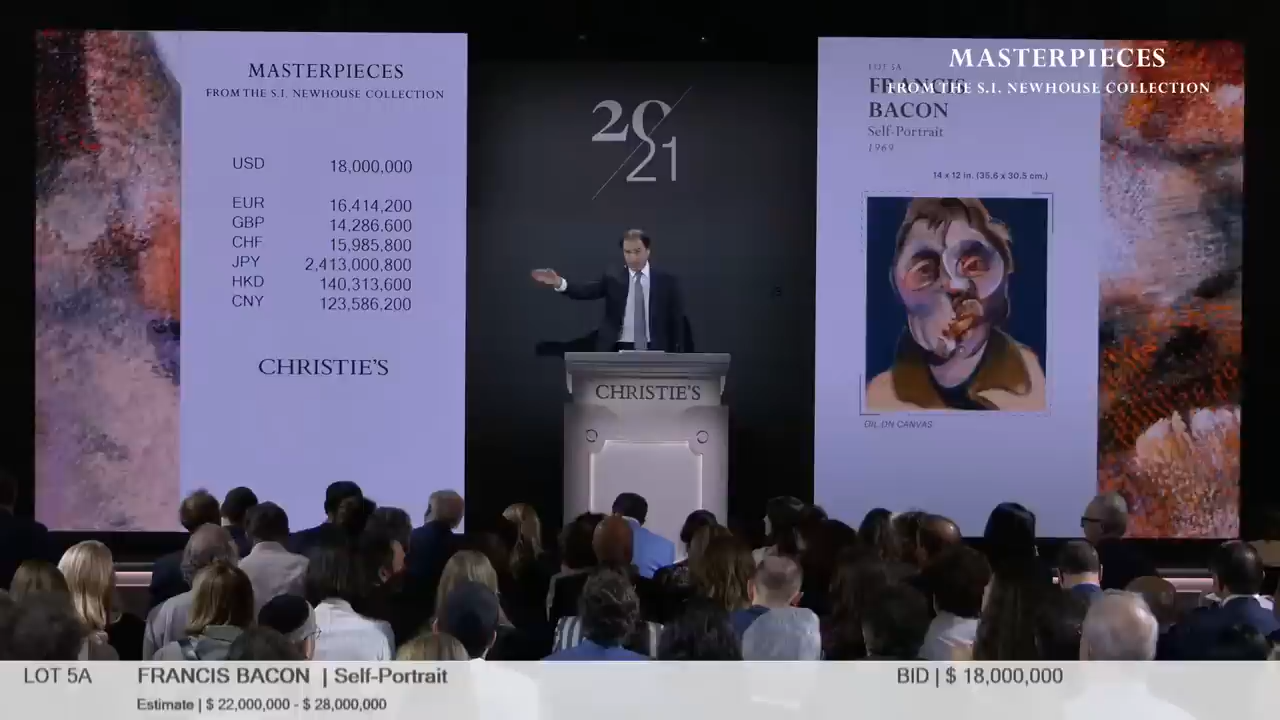 MASTERPIECES
FROM THE S.I. NEWHOUSE COLLECTION
USD 18,000,000
EUR 16,414,200
GBP 14,286,600
CHF 15,985,800
JPY 2,413,000,800
HKD 140,313,600
CNY 123,586,200
CHRISTIE'S
20
21
CHRISTIE'S
MASTERPIECES
FROM THE S.I. NEWHOUSE COLLECTION
LOT 5A
FRANCIS
BACON
Self-Portrait
1969
14 x 12 in. (35.6 x 30.5 cm.)
OIL ON CANVAS
LOT 5A FRANCIS BACON | Self-Portrait BID | $ 18,000,000
Estimate | $ 22,000,000 - $ 28,000,000